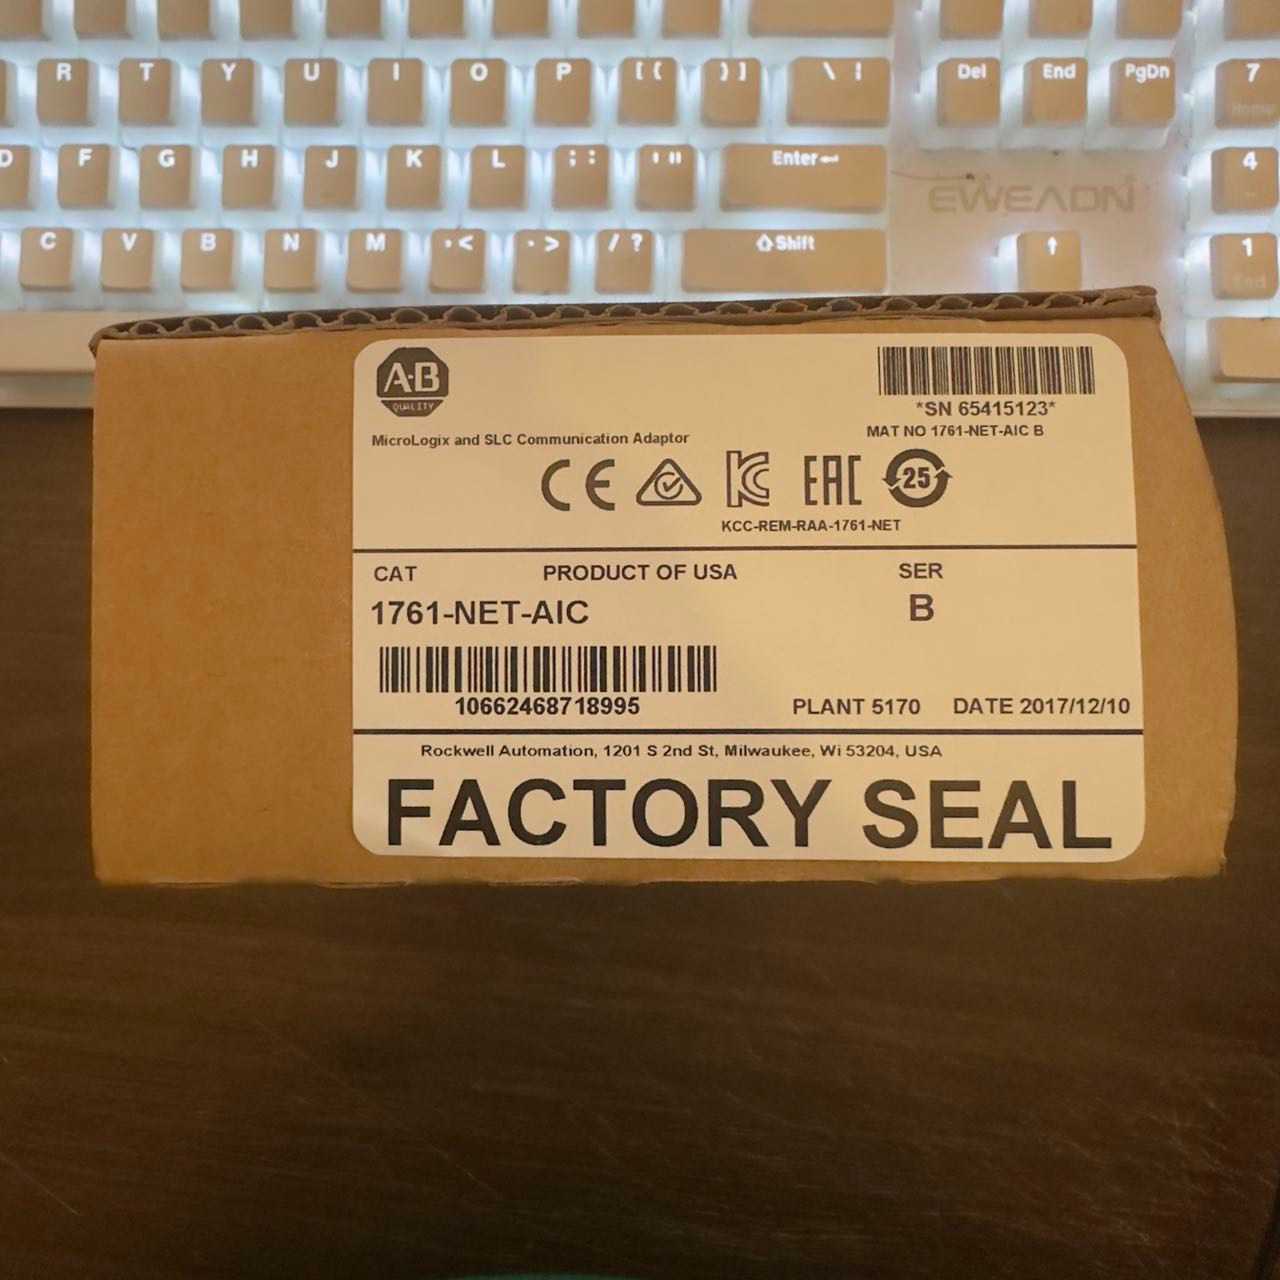 R T Y U I O P [ { } ] \ | Del End PgDn 7
Home
D F G H J K L ; : ' " Enter 4
EWEADN
C V B N M , < . > / ? Shift ↑ 1
End
A-B
QUALITY
*SN 65415123*
MAT NO 1761-NET-AIC B
MicroLogix and SLC Communication Adaptor
CE KC EAC 25
KCC-REM-RAA-1761-NET
CAT PRODUCT OF USA SER
1761-NET-AIC B
10662468718995
PLANT 5170 DATE 2017/12/10
Rockwell Automation, 1201 S 2nd St, Milwaukee, Wi 53204, USA
FACTORY SEAL